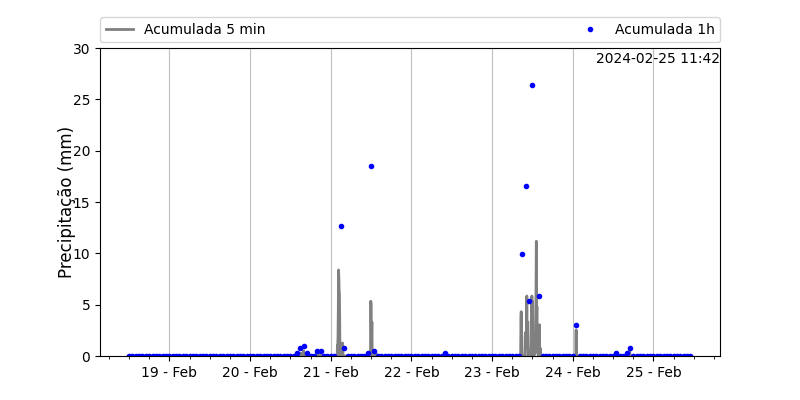 Acumulada 5 min
Acumulada 1h
2024-02-25 11:42
Precipitação (mm)
30
25
20
15
10
5
0
19 - Feb
20 - Feb
21 - Feb
22 - Feb
23 - Feb
24 - Feb
25 - Feb